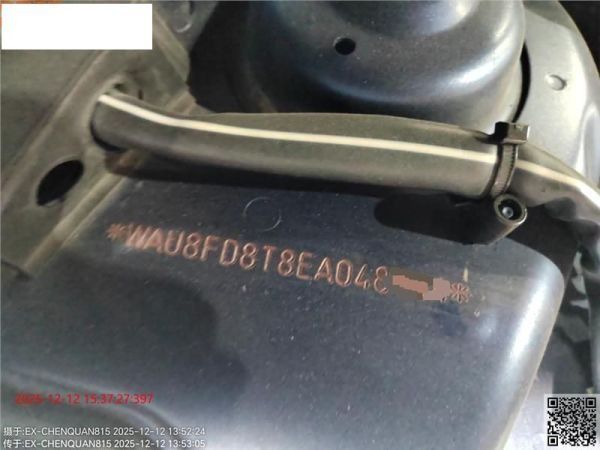 *WAU8FD8T8EA048 *
2025-12-12 15:37:27.397
摄于:EX-CHENQUAN815 2025-12-12 13:52:24
传于:EX-CHENQUAN815 2025-12-12 13:53:05